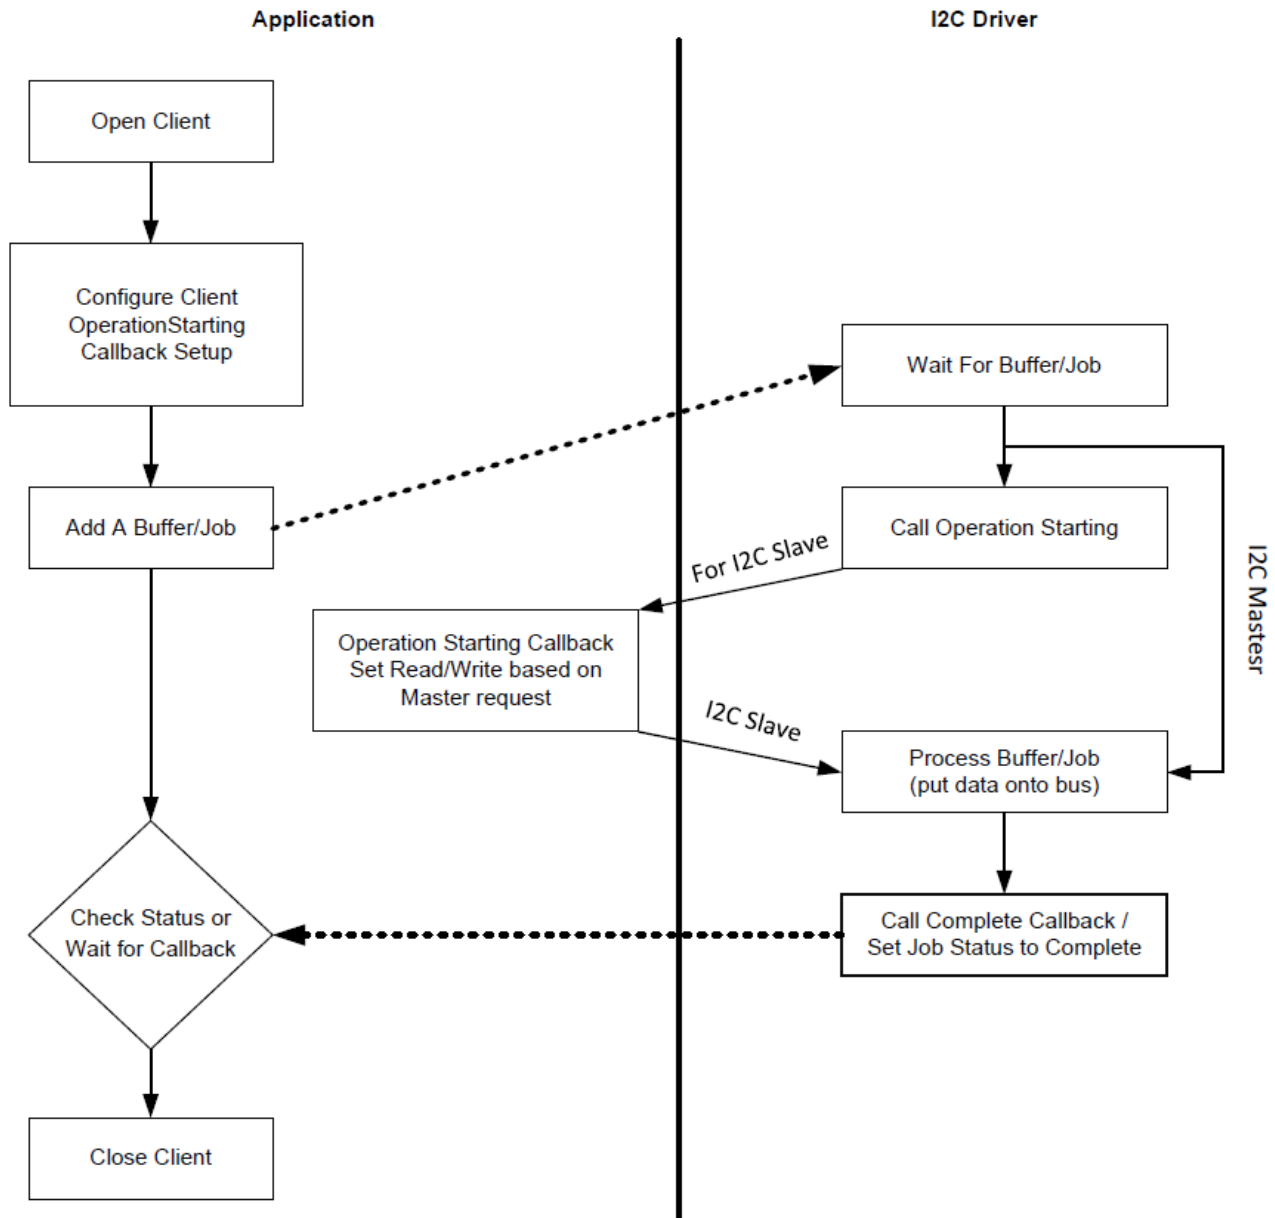 Application
I2C Driver
Open Client
Configure Client
OperationStarting
Callback Setup
Wait For Buffer/Job
Add A Buffer/Job
Call Operation Starting
For I2C Slave
I2C Mastesr
Operation Starting Callback
Set Read/Write based on
Master request
I2C Slave
Process Buffer/Job
(put data onto bus)
Check Status or
Wait for Callback
Call Complete Callback /
Set Job Status to Complete
Close Client